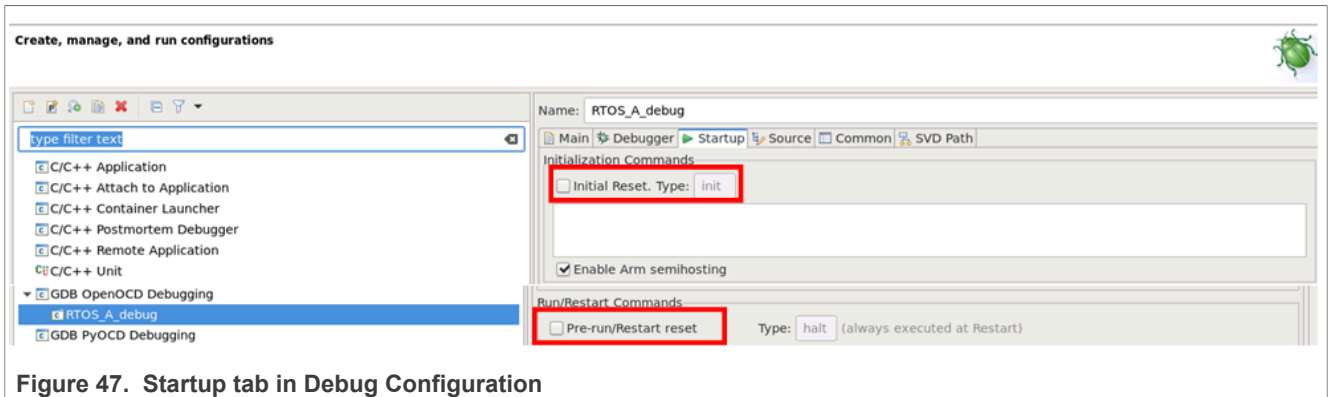 Create, manage, and run configurations
type filter text
C/C++ Application
C/C++ Attach to Application
C/C++ Container Launcher
C/C++ Postmortem Debugger
C/C++ Remote Application
C/C++ Unit
GDB OpenOCD Debugging
RTOS_A_debug
GDB PyOCD Debugging
Name: RTOS_A_debug
Main Debugger Startup Source Common SVD Path
Initialization Commands
Initial Reset. Type: init
Enable Arm semihosting
Run/Restart Commands
Pre-run/Restart reset Type: halt (always executed at Restart)
Figure 47. Startup tab in Debug Configuration